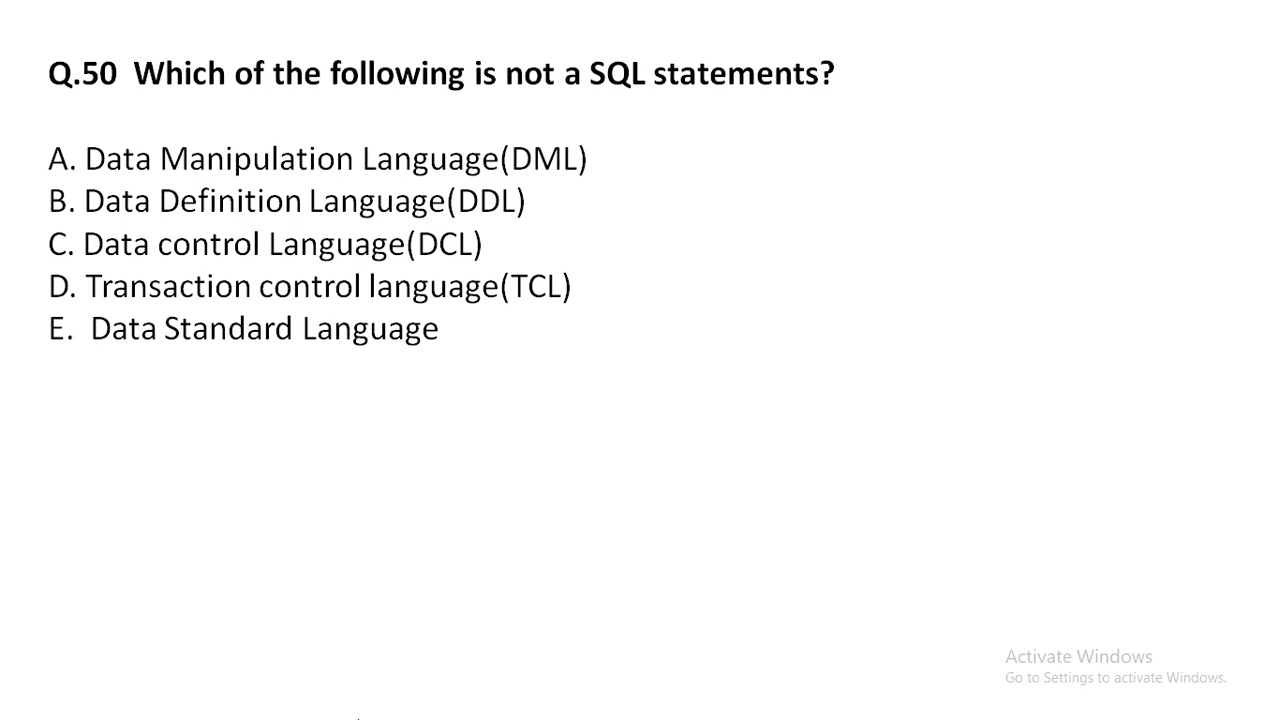 Q.50  Which of the following is not a SQL statements?
A. Data Manipulation Language(DML)
B. Data Definition Language(DDL)
C. Data control Language(DCL)
D. Transaction control language(TCL)
E.  Data Standard Language
Activate Windows
Go to Settings to activate Windows.